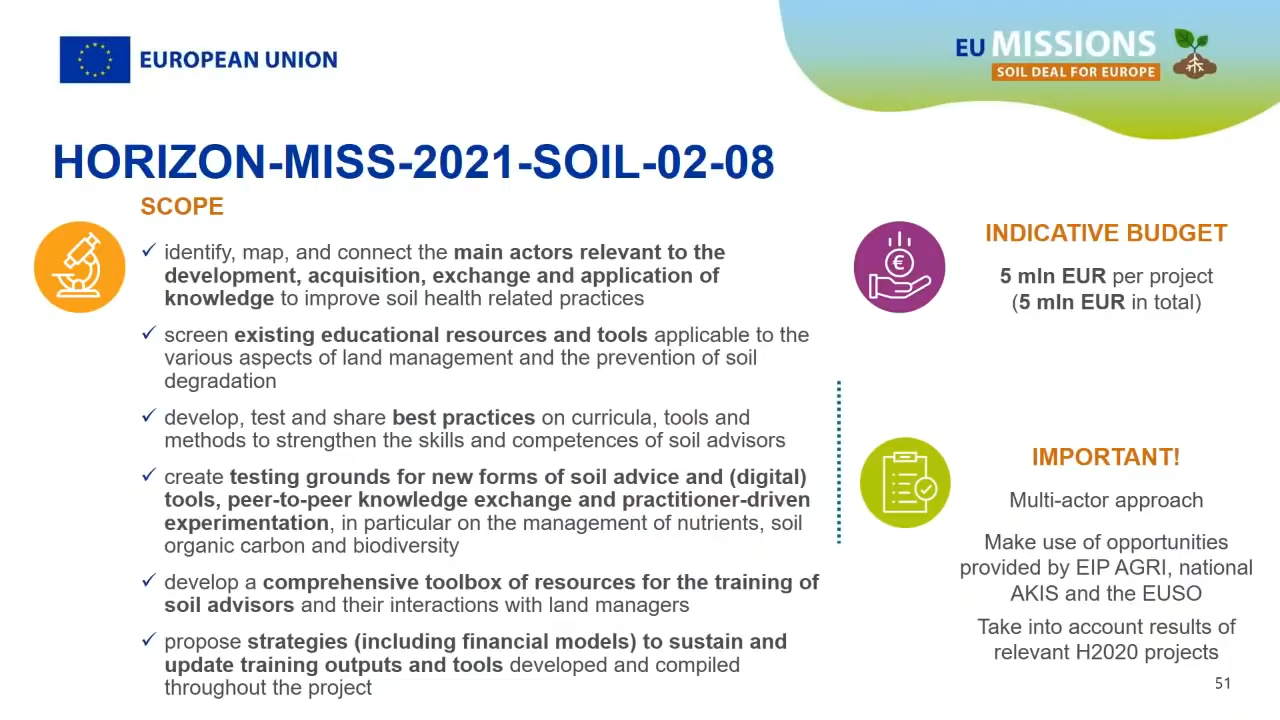 EUROPEAN UNION
EU MISSIONS
SOIL DEAL FOR EUROPE
HORIZON-MISS-2021-SOIL-02-08
SCOPE
✓ identify, map, and connect the main actors relevant to the
development, acquisition, exchange and application of
knowledge to improve soil health related practices
✓ screen existing educational resources and tools applicable to the
various aspects of land management and the prevention of soil
degradation
✓ develop, test and share best practices on curricula, tools and
methods to strengthen the skills and competences of soil advisors
✓ create testing grounds for new forms of soil advice and (digital)
tools, peer-to-peer knowledge exchange and practitioner-driven
experimentation, in particular on the management of nutrients, soil
organic carbon and biodiversity
✓ develop a comprehensive toolbox of resources for the training of
soil advisors and their interactions with land managers
✓ propose strategies (including financial models) to sustain and
update training outputs and tools developed and compiled
throughout the project
€
INDICATIVE BUDGET
5 mln EUR per project
(5 mln EUR in total)
IMPORTANT!
Multi-actor approach
Make use of opportunities
provided by EIP AGRI, national
AKIS and the EUSO
Take into account results of
relevant H2020 projects
51